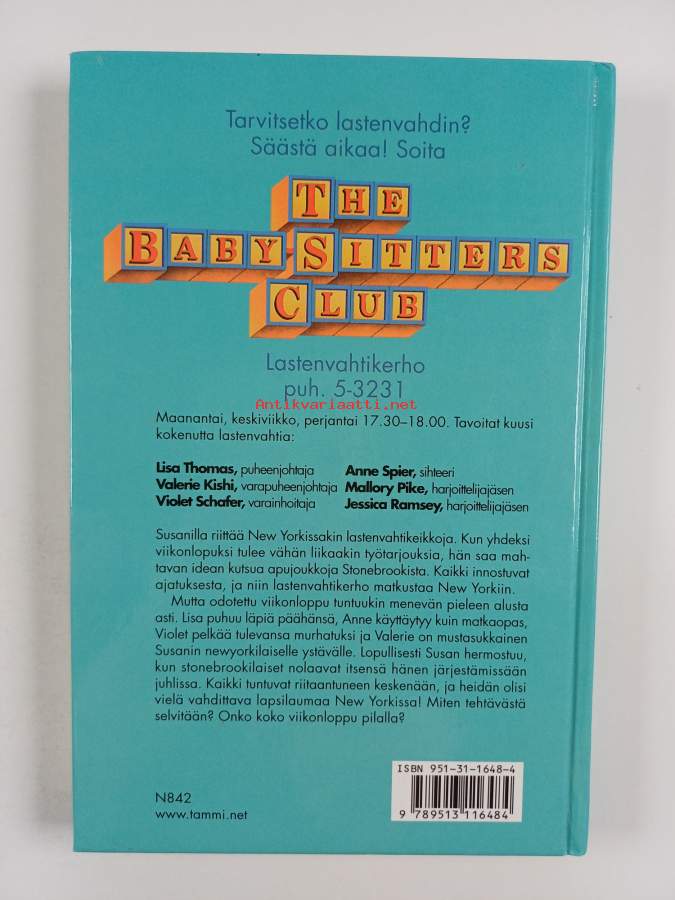 Tarvitsetko lastenvahdin?
Säästä aikaa! Soita
THE
BABY SITTERS
CLUB
Lastenvahtikerho
puh. 5-3231
Antikvariaatti.net
Maanantai, keskiviikko, perjantai 17.30–18.00. Tavoitat kuusi
kokenutta lastenvahtia:
Lisa Thomas, puheenjohtaja Anne Spier, sihteeri
Valerie Kishi, varapuheenjohtaja Mallory Pike, harjoittelijajäsen
Violet Schafer, varainhoitaja Jessica Ramsey, harjoittelijajäsen
Susanilla riittää New Yorkissakin lastenvahtikeikkoja. Kun yhdeksi
viikonlopuksi tulee vähän liikaakin työtarjouksia, hän saa mah-
tavan idean kutsua apujoukkoja Stonebrookista. Kaikki innostuvat
ajatuksesta, ja niin lastenvahtikerho matkustaa New Yorkiin.
Mutta odotettu viikonloppu tuntuukin menevän pieleen alusta
asti. Lisa puhuu läpiä päähänsä, Anne käyttäytyy kuin matkaopas,
Violet pelkää tulevansa murhatuksi ja Valerie on mustasukkainen
Susanin newyorkilaiselle ystävälle. Lopullisesti Susan hermostuu,
kun stonebrookilaiset nolaavat itsensä hänen järjestämissään
juhlissa. Kaikki tuntuvat riitaantuneen keskenään, ja heidän olisi
vielä vahdittava lapsilaumaa New Yorkissa! Miten tehtävästä
selvitään? Onko koko viikonloppu pilalla?
ISBN 951-31-1648-4
9 789513 116484
N842
www.tammi.net